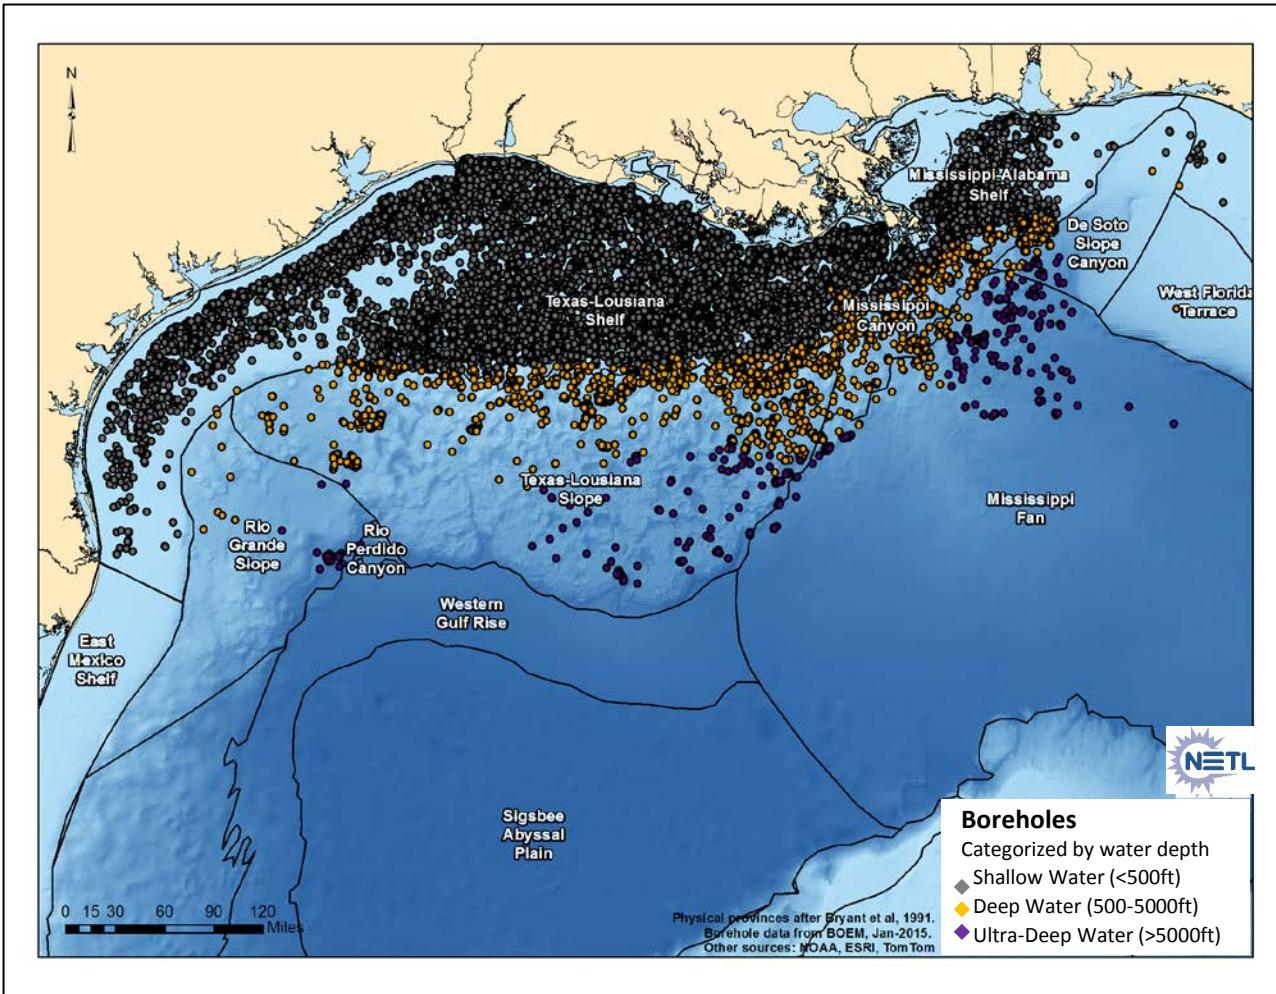 N
Mississippi-Alabama
Shelf
De Soto
Slope
Canyon
West Florida
Terrace
Texas-Lousiana
Shelf
Mississippi
Canyon
Texas-Lousiana
Slope
Mississippi
Fan
Rio
Grande
Slope
Rio
Perdido
Canyon
Western
Gulf Rise
East
Mexico
Shelf
Sigsbee
Abyssal
Plain
NETL
Boreholes
Categorized by water depth
Shallow Water (<500ft)
Deep Water (500-5000ft)
Ultra-Deep Water (>5000ft)
0 15 30 60 90 120
Miles
Physical provinces after Bryant et al, 1991.
Borehole data from BOEM, Jan-2015.
Other sources: NOAA, ESRI, TomTom